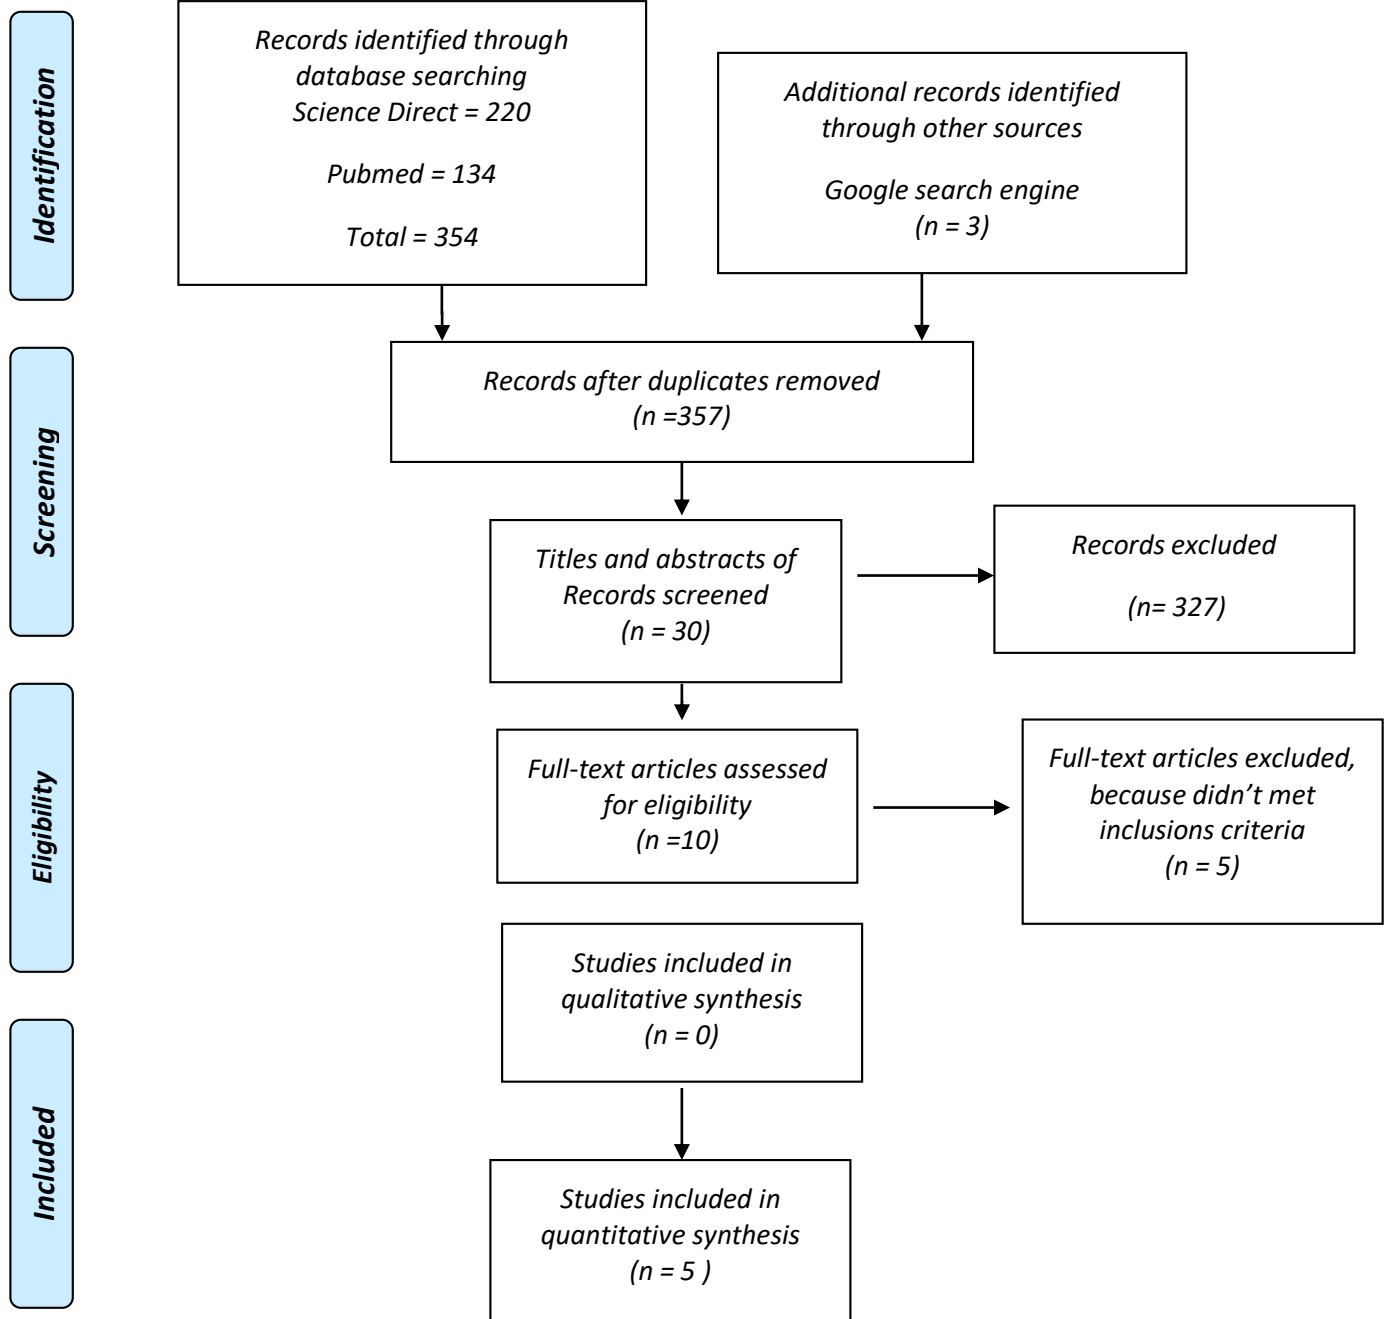 Identification
Records identified through
database searching
Science Direct = 220
Pubmed = 134
Total = 354
Additional records identified
through other sources
Google search engine
(n = 3)
Screening
Records after duplicates removed
(n =357)
Titles and abstracts of
Records screened
(n = 30)
Records excluded
(n= 327)
Eligibility
Full-text articles assessed
for eligibility
(n =10)
Full-text articles excluded,
because didn’t met
inclusions criteria
(n = 5)
Studies included in
qualitative synthesis
(n = 0)
Included
Studies included in
quantitative synthesis
(n = 5 )